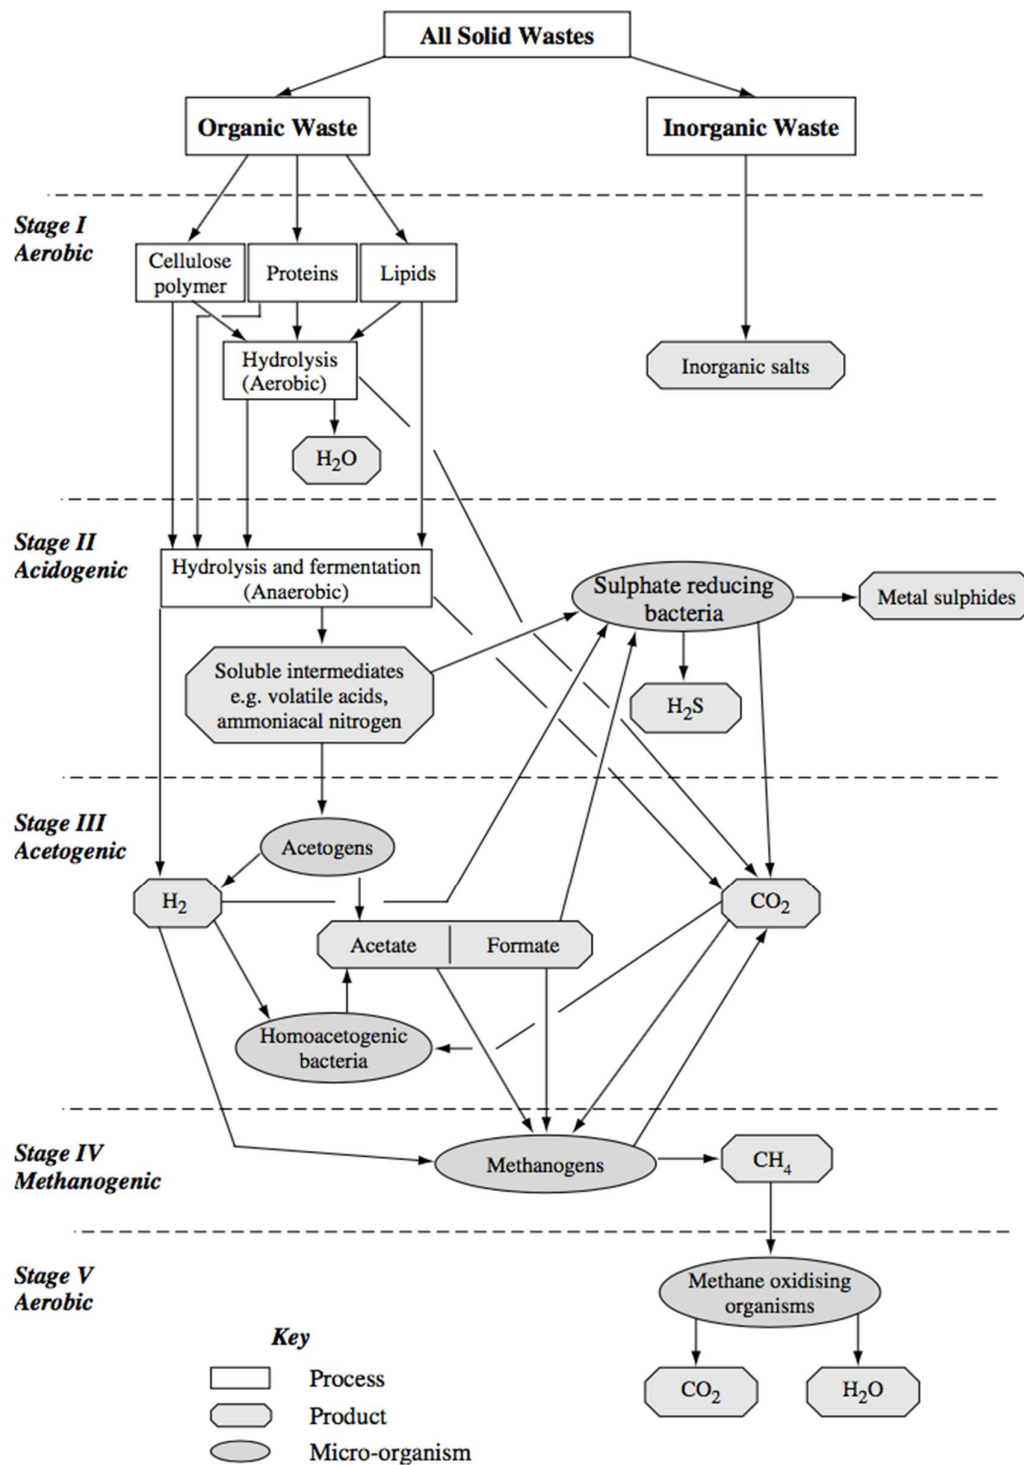 All Solid Wastes
Organic Waste
Inorganic Waste
Stage I
Aerobic
Cellulose
polymer
Proteins
Lipids
Hydrolysis
(Aerobic)
Inorganic salts
H₂O
Stage II
Acidogenic
Hydrolysis and fermentation
(Anaerobic)
Sulphate reducing
bacteria
Metal sulphides
Soluble intermediates
e.g. volatile acids,
ammoniacal nitrogen
H₂S
Stage III
Acetogenic
Acetogens
H₂
CO₂
Acetate
Formate
Homoacetogenic
bacteria
Stage IV
Methanogenic
Methanogens
CH₄
Stage V
Aerobic
Methane oxidising
organisms
CO₂
H₂O
Key
Process
Product
Micro-organism